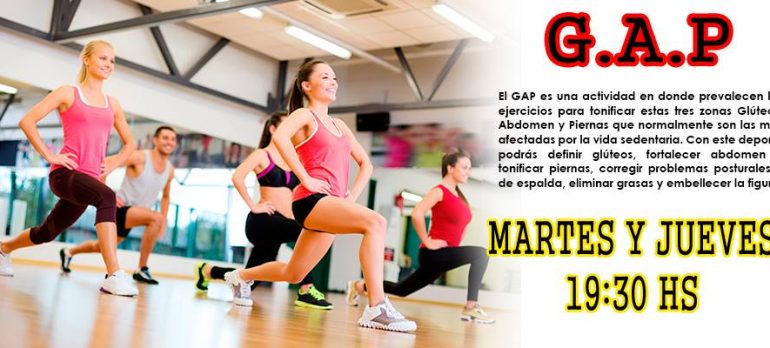 G.A.P
El GAP es una actividad en donde prevalecen l
ejercicios para tonificar estas tres zonas Glúte
Abdomen y Piernas que normalmente son las m
afectadas por la vida sedentaria. Con este depor
podrás definir glúteos, fortalecer abdomen
tonificar piernas, corregir problemas posturales
de espalda, eliminar grasas y embellecer la figur
MARTES Y JUEVES
19:30 HS